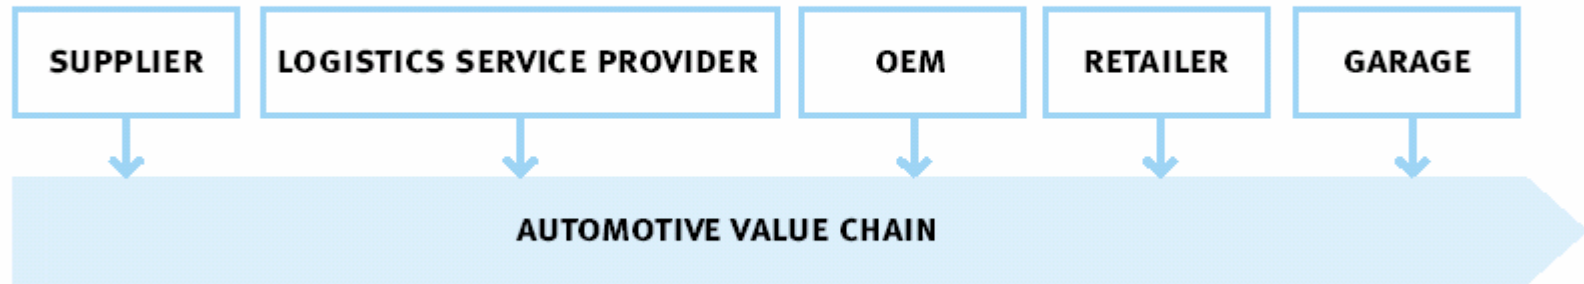 SUPPLIER
LOGISTICS SERVICE PROVIDER
OEM
RETAILER
GARAGE
AUTOMOTIVE VALUE CHAIN